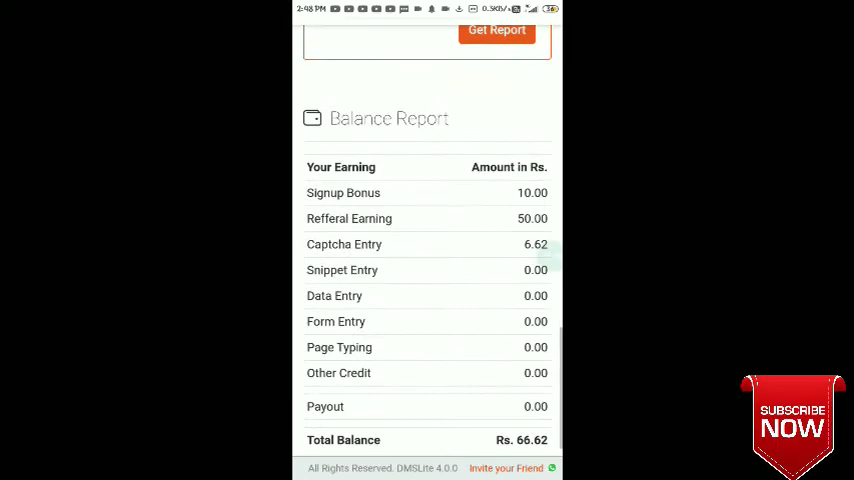 2:48 PM 0.3KB/s 36
Get Report
Balance Report
Your Earning Amount in Rs.
Signup Bonus 10.00
Refferal Earning 50.00
Captcha Entry 6.62
Snippet Entry 0.00
Data Entry 0.00
Form Entry 0.00
Page Typing 0.00
Other Credit 0.00
Payout 0.00
Total Balance Rs. 66.62
All Rights Reserved. DMSLite 4.0.0 Invite your Friend
SUBSCRIBE
NOW